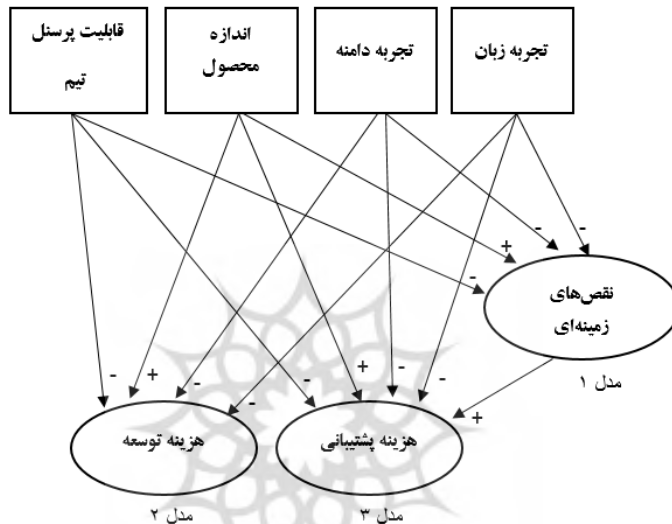 قابلیت پرسنل
تیم
اندازه
محصول
تجربه دامنه
تجربه زبان
-
-
+
-
نقص‌های
زمینه‌ای
مدل ۱
-
+
-
-
-
+
-
-
+
هزینه توسعه
هزینه پشتیبانی
مدل ۲
مدل ۳